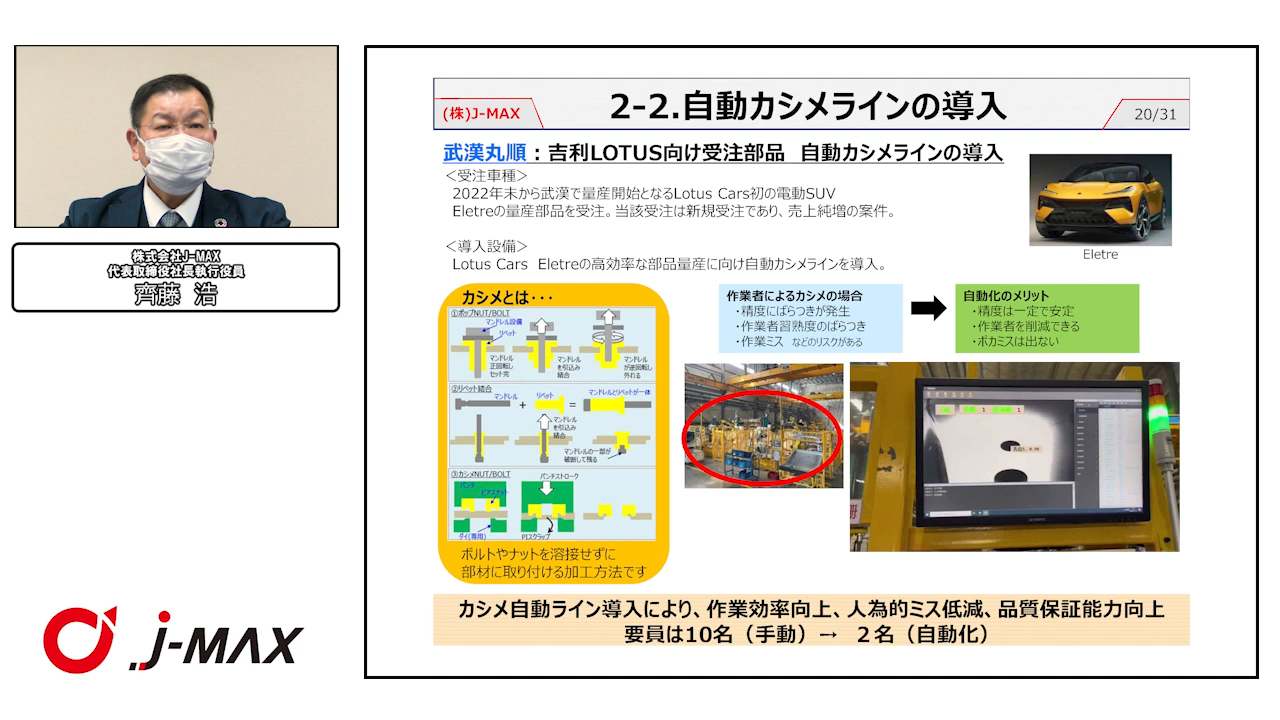 株式会社J-MAX
代表取締役社長執行役員
齊藤 浩
J-MAX
(株)J-MAX
2-2.自動カシメラインの導入
20/31
武漢丸順：吉利LOTUS向け受注部品 自動カシメラインの導入
＜受注車種＞
2022年末から武漢で量産開始となるLotus Cars初の電動SUV
Eletreの量産部品を受注。当該受注は新規受注であり、売上純増の案件。
Eletre
＜導入設備＞
Lotus Cars Eletreの高効率な部品量産に向け自動カシメラインを導入。
カシメとは・・・
①ポップNUT/BOLT
マンドレル設備
リベット
マンドレル
正回転し
セット完
マンドレル
を引込み
結合
マンドレル
が逆回転し
外れる
②リベット結合
マンドレル
リベット
マンドレルとリベットが一体
+
=
マンドレル
を引込み
結合
マンドレルの一部が
破断して残る
③カシメNUT/BOLT
パンチ
ピアスナット
パンチストローク
ダイ(専用)
PIスクラップ
ボルトやナットを溶接せずに
部材に取り付ける加工方法です
作業者によるカシメの場合
・精度にばらつきが発生
・作業者習熟度のばらつき
・作業ミス などのリスクがある
自動化のメリット
・精度は一定で安定
・作業者を削減できる
・ポカミスは出ない
カシメ自動ライン導入により、作業効率向上、人為的ミス低減、品質保証能力向上
要員は10名（手動）→ ２名（自動化）